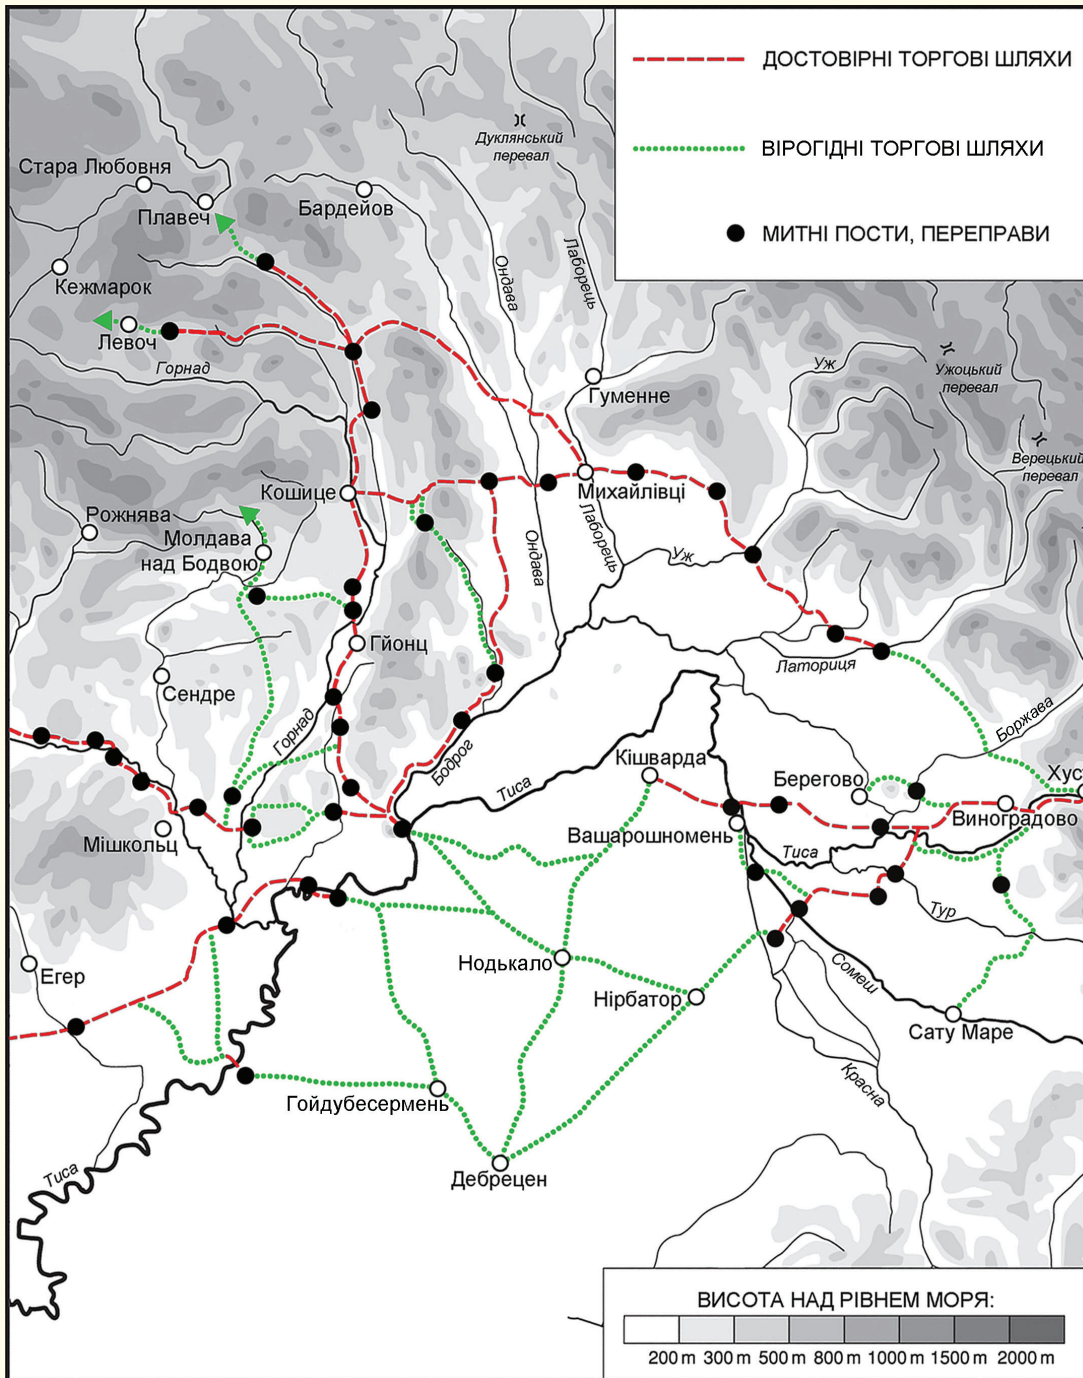 ДОСТОВІРНІ ТОРГОВІ ШЛЯХИ
ВІРОГІДНІ ТОРГОВІ ШЛЯХИ
МИТНІ ПОСТИ, ПЕРЕПРАВИ
Дуклянський
перевал
Стара Любовня
Плавеч
Бардейов
Кежмарок
Левоч
Горнад
Ондава
Лаборець
Гуменне
Уж
Ужоцький
перевал
Верецький
перевал
Кошице
Михайлівці
Рожнява
Молдава
над Бодвою
Ондава
Лаборець
Уж
Гйонц
Латориця
Сендре
Горнад
Бодрог
Тиса
Боржава
Кішварда
Берегово
Хуст
Виноградово
Мішкольц
Вашарошномень
Тиса
Тур
Егер
Нодькало
Нірбатор
Сомеш
Сату Маре
Красна
Гойдубесермень
Дебрецен
Тиса
ВИСОТА НАД РІВНЕМ МОРЯ:
200 m 300 m 500 m 800 m 1000 m 1500 m 2000 m